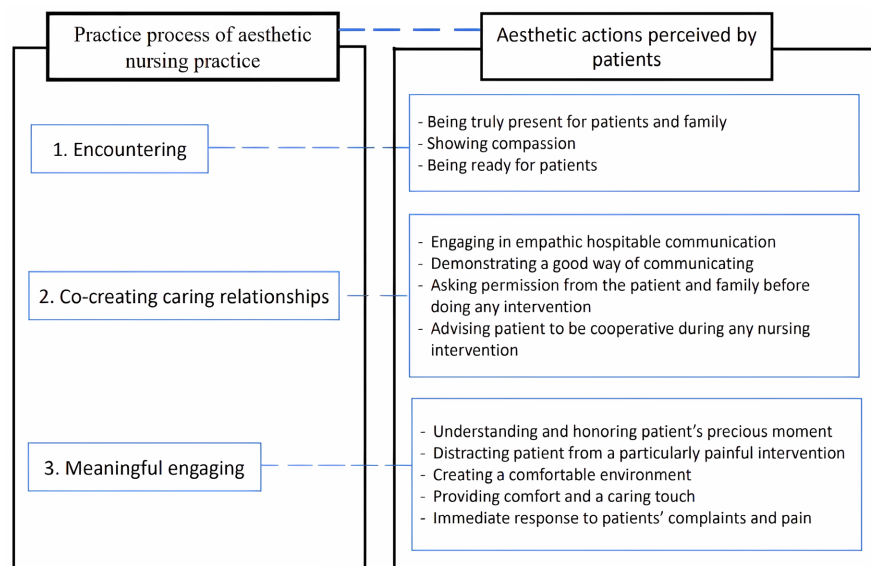 Practice process of aesthetic
nursing practice
Aesthetic actions perceived by
patients
1. Encountering
- Being truly present for patients and family
- Showing compassion
- Being ready for patients
2. Co-creating caring relationships
- Engaging in empathic hospitable communication
- Demonstrating a good way of communicating
- Asking permission from the patient and family before
doing any intervention
- Advising patient to be cooperative during any nursing
intervention
3. Meaningful engaging
- Understanding and honoring patient’s precious moment
- Distracting patient from a particularly painful intervention
- Creating a comfortable environment
- Providing comfort and a caring touch
- Immediate response to patients’ complaints and pain